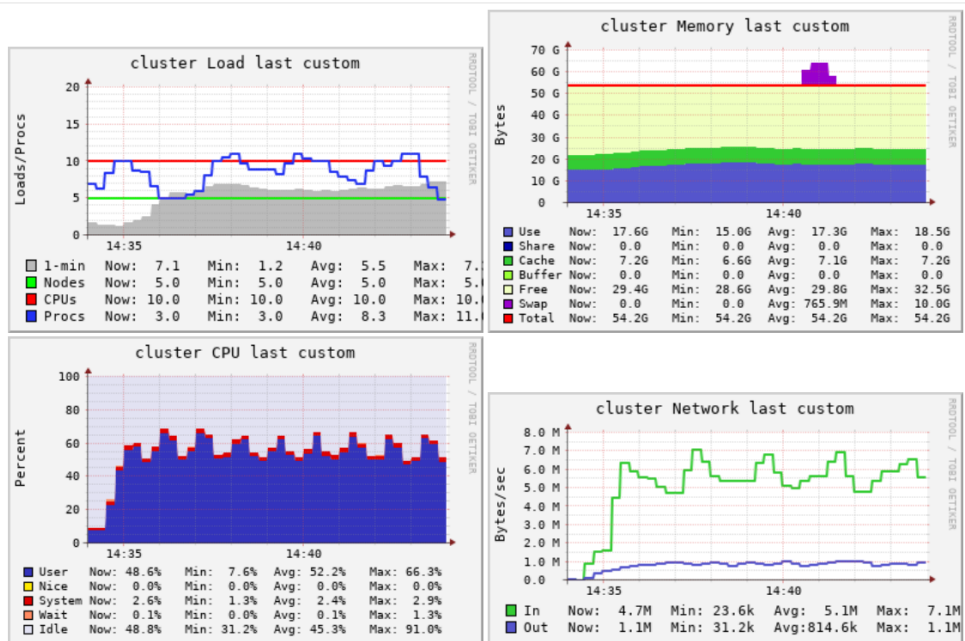 cluster Load last custom
RRDTOOL / TOBI OETIKER
Loads/Procs
20
15
10
5
0
14:35 14:40
1-min Now: 7.1 Min: 1.2 Avg: 5.5 Max: 7.
Nodes Now: 5.0 Min: 5.0 Avg: 5.0 Max: 5.
CPUs Now: 10.0 Min: 10.0 Avg: 10.0 Max: 10.
Procs Now: 3.0 Min: 3.0 Avg: 8.3 Max: 11.
cluster Memory last custom
RRDTOOL / TOBI OETIKER
Bytes
70 G
60 G
50 G
40 G
30 G
20 G
10 G
0
14:35 14:40
Use Now: 17.6G Min: 15.0G Avg: 17.3G Max: 18.5G
Share Now: 0.0 Min: 0.0 Avg: 0.0 Max: 0.0
Cache Now: 7.2G Min: 6.6G Avg: 7.1G Max: 7.2G
Buffer Now: 0.0 Min: 0.0 Avg: 0.0 Max: 0.0
Free Now: 29.4G Min: 28.6G Avg: 29.8G Max: 32.5G
Swap Now: 0.0 Min: 0.0 Avg:765.9M Max: 10.0G
Total Now: 54.2G Min: 54.2G Avg: 54.2G Max: 54.2G
cluster CPU last custom
RRDTOOL / TOBI OETIKER
Percent
100
80
60
40
20
0
14:35 14:40
User Now: 48.6% Min: 7.6% Avg: 52.2% Max: 66.3%
Nice Now: 0.0% Min: 0.0% Avg: 0.0% Max: 0.0%
System Now: 2.6% Min: 1.3% Avg: 2.4% Max: 2.9%
Wait Now: 0.1% Min: 0.0% Avg: 0.1% Max: 1.3%
Idle Now: 48.8% Min: 31.2% Avg: 45.3% Max: 91.0%
cluster Network last custom
RRDTOOL / TOBI OETIKER
Bytes/sec
8.0 M
7.0 M
6.0 M
5.0 M
4.0 M
3.0 M
2.0 M
1.0 M
0.0
14:35 14:40
In Now: 4.7M Min: 23.6k Avg: 5.1M Max: 7.1M
Out Now: 1.1M Min: 31.2k Avg:814.6k Max: 1.1M